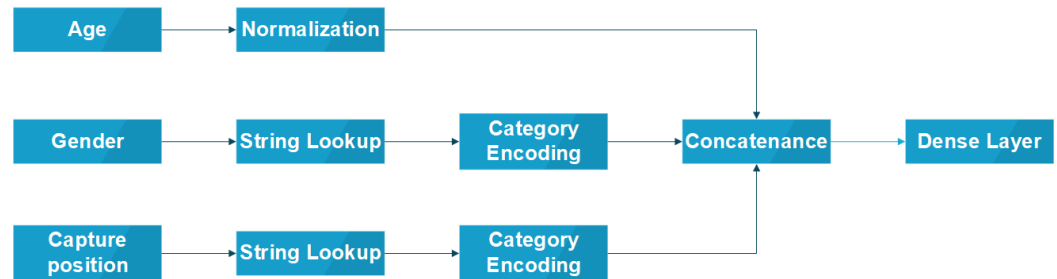 Age
Normalization
Gender
String Lookup
Category
Encoding
Concatenance
Dense Layer
Capture
position
String Lookup
Category
Encoding